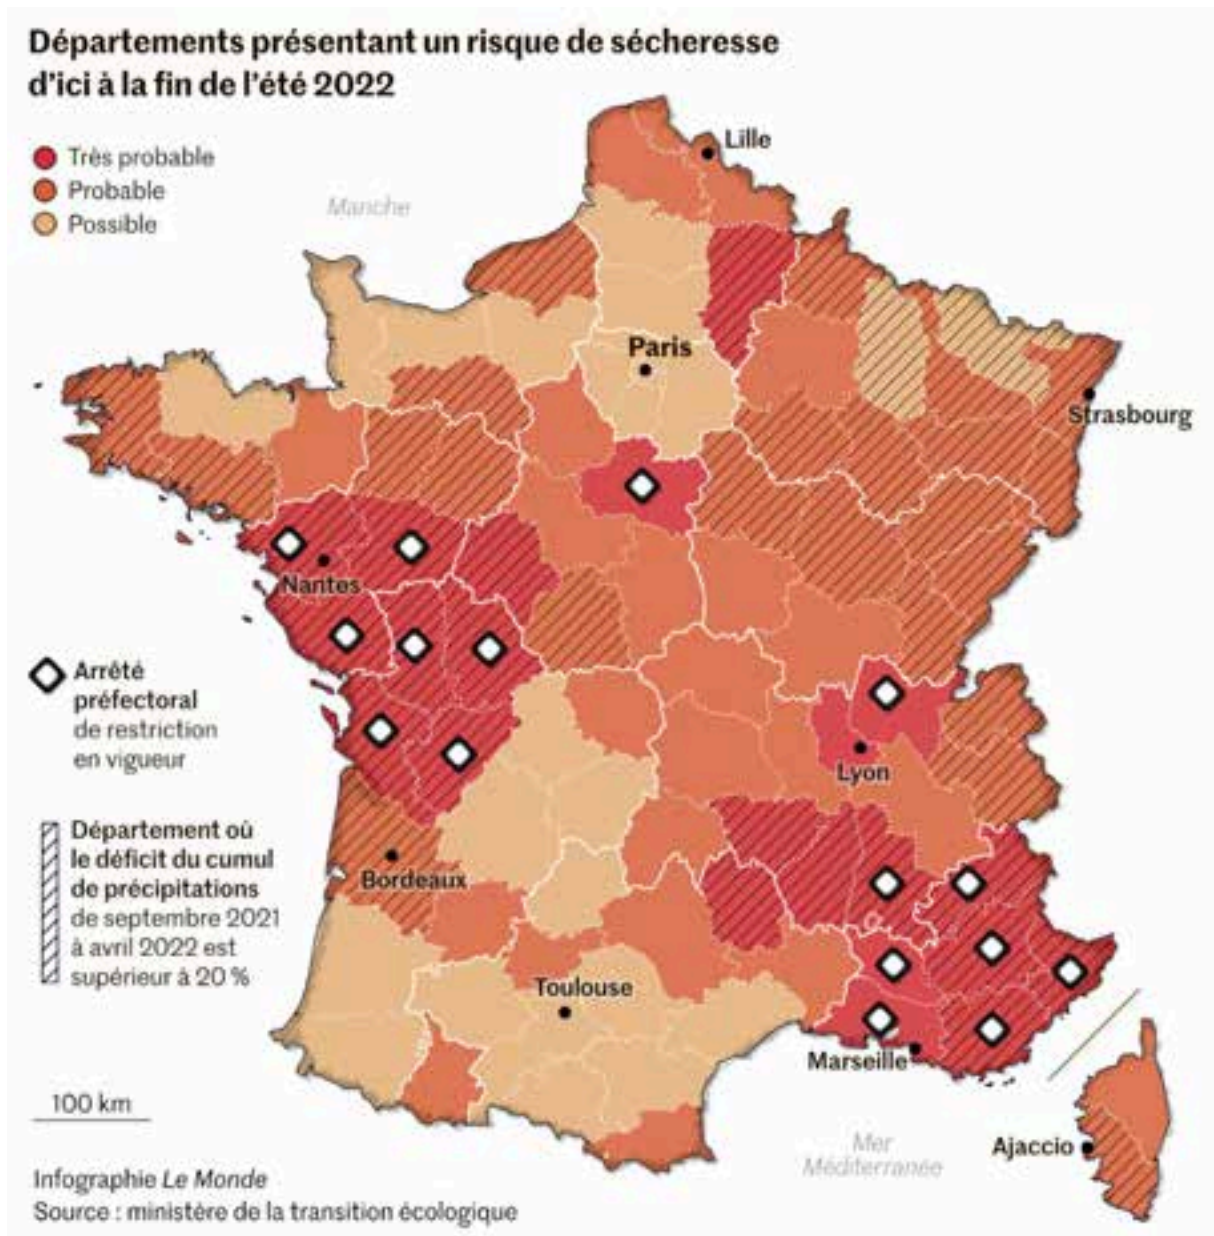 Départements présentant un risque de sécheresse
d'ici à la fin de l'été 2022
Très probable
Probable
Possible
Manche
Lille
Paris
Strasbourg
Nantes
Arrêté
préfectoral
de restriction
en vigueur
Lyon
Département où
le déficit du cumul
de précipitations
de septembre 2021
à avril 2022 est
supérieur à 20 %
Bordeaux
Toulouse
Marseille
100 km
Mer
Méditerranée
Ajaccio
Infographie Le Monde
Source : ministère de la transition écologique